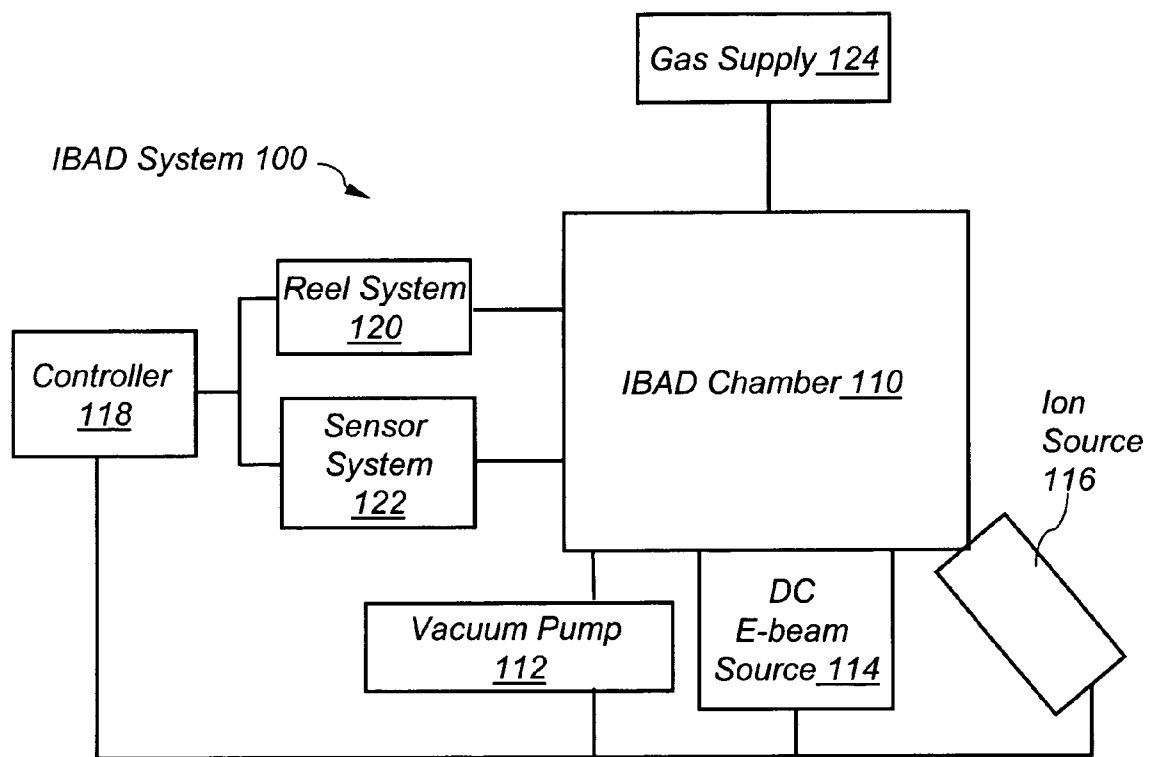 Gas Supply 124
IBAD System 100
Reel System
120
Controller
118
IBAD Chamber 110
Sensor
System
122
Ion
Source
116
Vacuum Pump
112
DC
E-beam
Source 114